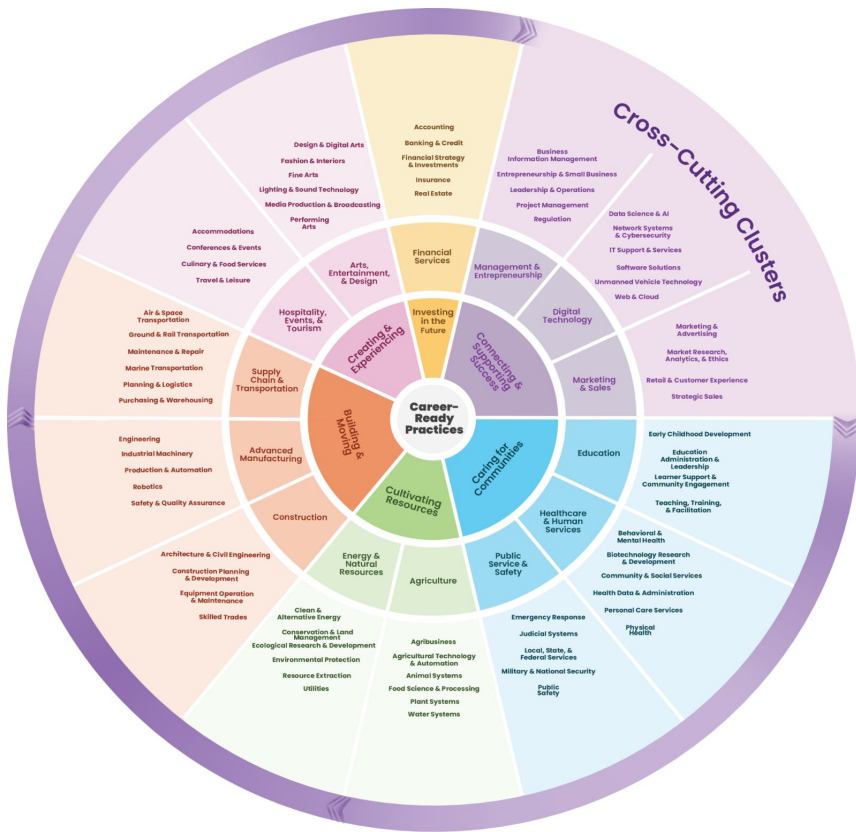 Cross-Cutting Clusters
Career-
Ready
Practices
Investing
in the
Future
Financial
Services
Accounting
Banking & Credit
Financial Strategy
& Investments
Insurance
Real Estate
Connecting &
Supporting
Success
Management &
Entrepreneurship
Business
Information Management
Entrepreneurship & Small Business
Leadership & Operations
Project Management
Regulation
Digital
Technology
Data Science & AI
Network Systems
& Cybersecurity
IT Support & Services
Software Solutions
Unmanned Vehicle Technology
Web & Cloud
Marketing
& Sales
Marketing &
Advertising
Market Research,
Analytics, & Ethics
Retail & Customer Experience
Strategic Sales
Caring for
Communities
Education
Early Childhood Development
Education
Administration &
Leadership
Learner Support &
Community Engagement
Teaching, Training,
& Facilitation
Healthcare
& Human
Services
Behavioral &
Mental Health
Biotechnology Research
& Development
Community & Social Services
Health Data & Administration
Personal Care Services
Physical
Health
Public
Service &
Safety
Emergency Response
Judicial Systems
Local, State, &
Federal Services
Military & National Security
Public
Safety
Cultivating
Resources
Agriculture
Agribusiness
Agricultural Technology
& Automation
Animal Systems
Food Science & Processing
Plant Systems
Water Systems
Energy &
Natural
Resources
Clean &
Alternative Energy
Conservation & Land
Management
Ecological Research & Development
Environmental Protection
Resource Extraction
Utilities
Building &
Moving
Construction
Architecture & Civil Engineering
Construction Planning
& Development
Equipment Operation
& Maintenance
Skilled Trades
Advanced
Manufacturing
Engineering
Industrial Machinery
Production & Automation
Robotics
Safety & Quality Assurance
Supply
Chain &
Transportation
Air & Space
Transportation
Ground & Rail Transportation
Maintenance & Repair
Marine Transportation
Planning & Logistics
Purchasing & Warehousing
Creating &
Experiencing
Hospitality,
Events, &
Tourism
Accommodations
Conferences & Events
Culinary & Food Services
Travel & Leisure
Arts,
Entertainment,
& Design
Design & Digital Arts
Fashion & Interiors
Fine Arts
Lighting & Sound Technology
Media Production & Broadcasting
Performing
Arts